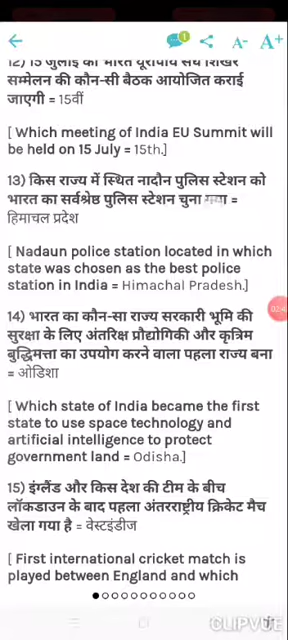 1
A- A+
12) 15 जुलाई को भारत यूरोपीय संघ शिखर
सम्मेलन की कौन-सी बैठक आयोजित कराई
जाएगी = 15वीं
[ Which meeting of India EU Summit will
be held on 15 July = 15th.]
13) किस राज्य में स्थित नादौन पुलिस स्टेशन को
भारत का सर्वश्रेष्ठ पुलिस स्टेशन चुना गया =
हिमाचल प्रदेश
[ Nadaun police station located in which
state was chosen as the best police
station in India = Himachal Pradesh.]
14) भारत का कौन-सा राज्य सरकारी भूमि की
सुरक्षा के लिए अंतरिक्ष प्रौद्योगिकी और कृत्रिम
बुद्धिमत्ता का उपयोग करने वाला पहला राज्य बना
= ओडिशा
[ Which state of India became the first
state to use space technology and
artificial intelligence to protect
government land = Odisha.]
15) इंग्लैंड और किस देश की टीम के बीच
लॉकडाउन के बाद पहला अंतरराष्ट्रीय क्रिकेट मैच
खेला गया है = वेस्टइंडीज
[ First international cricket match is
played between England and which
CLIPVUE